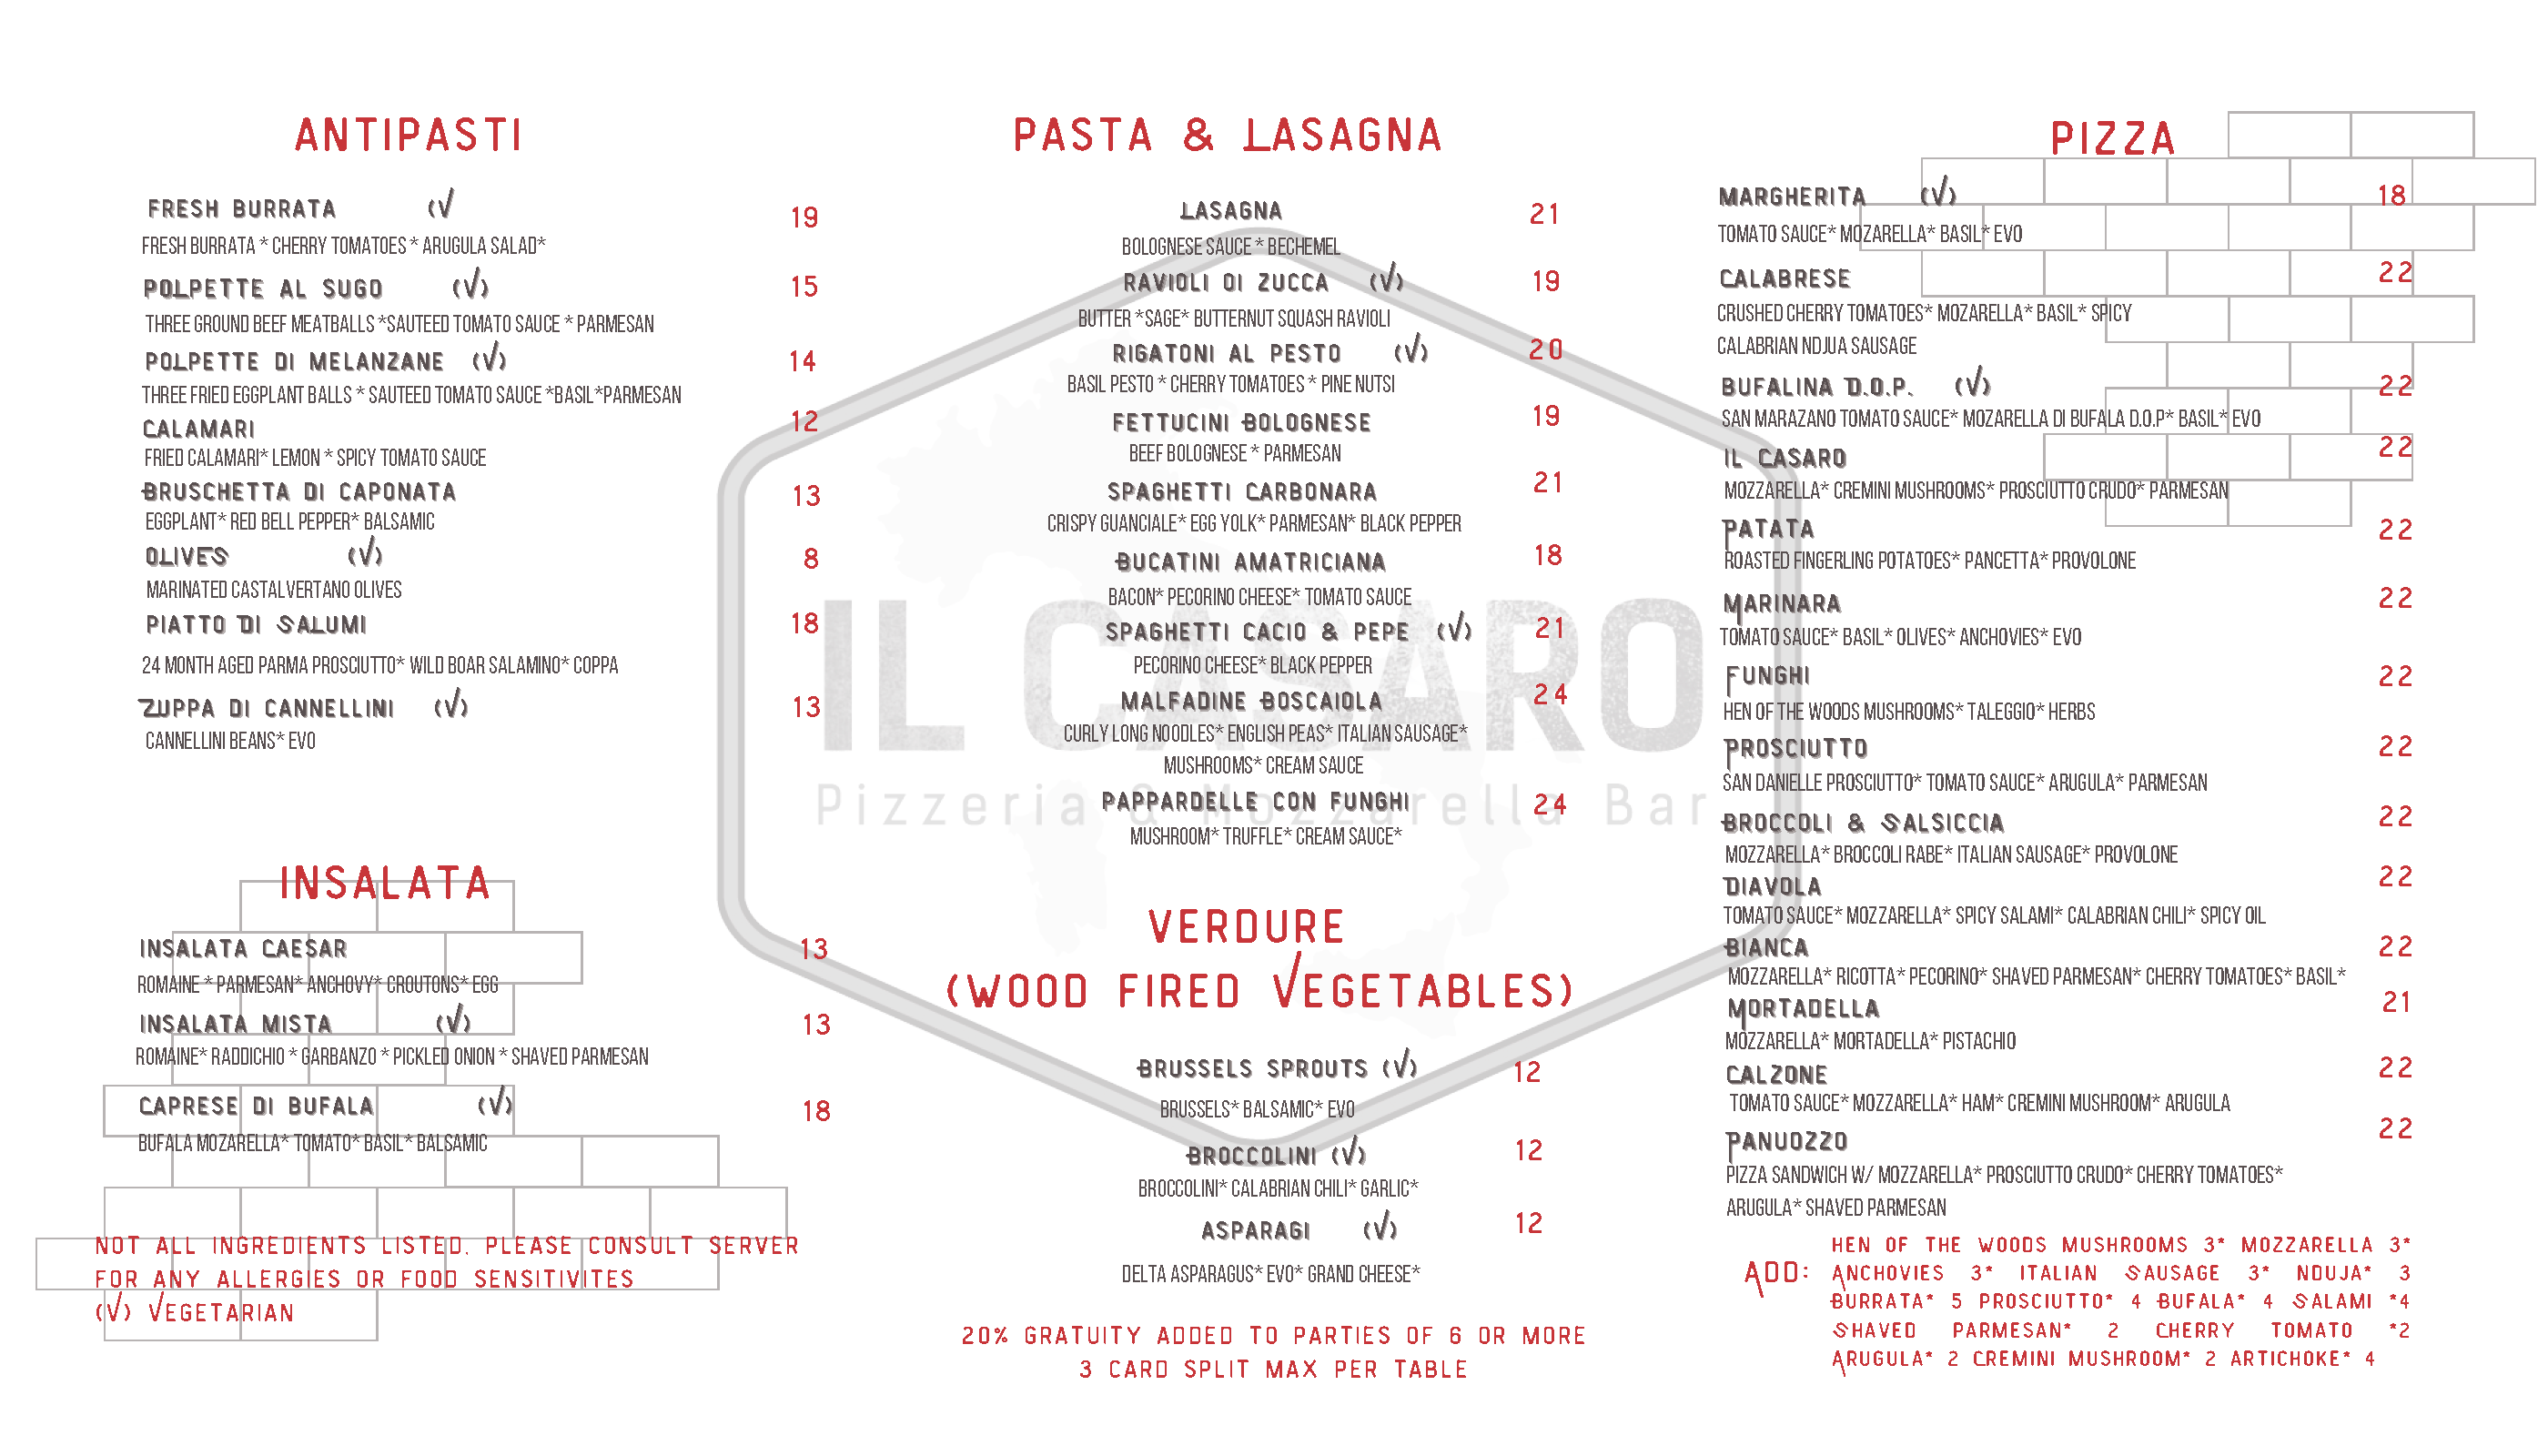 ANTIPASTI
FRESH BURRATA (V
19
FRESH BURRATA * CHERRY TOMATOES * ARUGULA SALAD*
POLPETTE AL SUGO (V)
15
THREE GROUND BEEF MEATBALLS *SAUTEED TOMATO SAUCE * PARMESAN
POLPETTE DI MELANZANE (V)
14
THREE FRIED EGGPLANT BALLS * SAUTEED TOMATO SAUCE *BASIL*PARMESAN
CALAMARI
12
FRIED CALAMARI* LEMON * SPICY TOMATO SAUCE
BRUSCHETTA DI CAPONATA
13
EGGPLANT* RED BELL PEPPER* BALSAMIC
OLIVES (V)
8
MARINATED CASTALVERTANO OLIVES
PIATTO DI SALUMI
18
24 MONTH AGED PARMA PROSCIUTTO* WILD BOAR SALAMINO* COPPA
ZUPPA DI CANNELLINI (V)
13
CANNELLINI BEANS* EVO
INSALATA
INSALATA CAESAR
13
ROMAINE * PARMESAN* ANCHOVY* CROUTONS* EGG
INSALATA MISTA (V)
13
ROMAINE* RADDICHIO * GARBANZO * PICKLED ONION * SHAVED PARMESAN
CAPRESE DI BUFALA (V)
18
BUFALA MOZARELLA* TOMATO* BASIL* BALSAMIC
NOT ALL INGREDIENTS LISTED, PLEASE CONSULT SERVER
FOR ANY ALLERGIES OR FOOD SENSITIVITES
(V) VEGETARIAN
PASTA & LASAGNA
LASAGNA
21
BOLOGNESE SAUCE * BECHEMEL
RAVIOLI DI ZUCCA (V)
19
BUTTER *SAGE* BUTTERNUT SQUASH RAVIOLI
RIGATONI AL PESTO (V)
20
BASIL PESTO * CHERRY TOMATOES * PINE NUTSI
FETTUCINI BOLOGNESE
19
BEEF BOLOGNESE * PARMESAN
SPAGHETTI CARBONARA
21
CRISPY GUANCIALE* EGG YOLK* PARMESAN* BLACK PEPPER
BUCATINI AMATRICIANA
18
BACON* PECORINO CHEESE* TOMATO SAUCE
SPAGHETTI CACIO & PEPE (V)
21
PECORINO CHEESE* BLACK PEPPER
MALFADINE BOSCAIOLA
24
CURLY LONG NOODLES* ENGLISH PEAS* ITALIAN SAUSAGE*
MUSHROOMS* CREAM SAUCE
PAPPARDELLE CON FUNGHI
24
MUSHROOM* TRUFFLE* CREAM SAUCE*
IL CASARO
Pizzeria & Mozzarella Bar
VERDURE
(WOOD FIRED VEGETABLES)
BRUSSELS SPROUTS (V)
12
BRUSSELS* BALSAMIC* EVO
BROCCOLINI (V)
12
BROCCOLINI* CALABRIAN CHILI* GARLIC*
ASPARAGI (V)
12
DELTA ASPARAGUS* EVO* GRAND CHEESE*
20% GRATUITY ADDED TO PARTIES OF 6 OR MORE
3 CARD SPLIT MAX PER TABLE
PIZZA
MARGHERITA (V)
18
TOMATO SAUCE* MOZARELLA* BASIL* EVO
CALABRESE
22
CRUSHED CHERRY TOMATOES* MOZARELLA* BASIL* SPICY
CALABRIAN NDJUA SAUSAGE
BUFALINA D.O.P. (V)
22
SAN MARAZANO TOMATO SAUCE* MOZARELLA DI BUFALA D.O.P* BASIL* EVO
IL CASARO
22
MOZZARELLA* CREMINI MUSHROOMS* PROSCIUTTO CRUDO* PARMESAN
PATATA
22
ROASTED FINGERLING POTATOES* PANCETTA* PROVOLONE
MARINARA
22
TOMATO SAUCE* BASIL* OLIVES* ANCHOVIES* EVO
FUNGHI
22
HEN OF THE WOODS MUSHROOMS* TALEGGIO* HERBS
PROSCIUTTO
22
SAN DANIELLE PROSCIUTTO* TOMATO SAUCE* ARUGULA* PARMESAN
BROCCOLI & SALSICCIA
22
MOZZARELLA* BROCCOLI RABE* ITALIAN SAUSAGE* PROVOLONE
DIAVOLA
22
TOMATO SAUCE* MOZZARELLA* SPICY SALAMI* CALABRIAN CHILI* SPICY OIL
BIANCA
22
MOZZARELLA* RICOTTA* PECORINO* SHAVED PARMESAN* CHERRY TOMATOES* BASIL*
MORTADELLA
21
MOZZARELLA* MORTADELLA* PISTACHIO
CALZONE
22
TOMATO SAUCE* MOZZARELLA* HAM* CREMINI MUSHROOM* ARUGULA
PANUOZZO
22
PIZZA SANDWICH W/ MOZZARELLA* PROSCIUTTO CRUDO* CHERRY TOMATOES*
ARUGULA* SHAVED PARMESAN
ADD:
HEN OF THE WOODS MUSHROOMS 3* MOZZARELLA 3*
ANCHOVIES 3* ITALIAN SAUSAGE 3* NDUJA* 3
BURRATA* 5 PROSCIUTTO* 4 BUFALA* 4 SALAMI *4
SHAVED PARMESAN* 2 CHERRY TOMATO *2
ARUGULA* 2 CREMINI MUSHROOM* 2 ARTICHOKE* 4